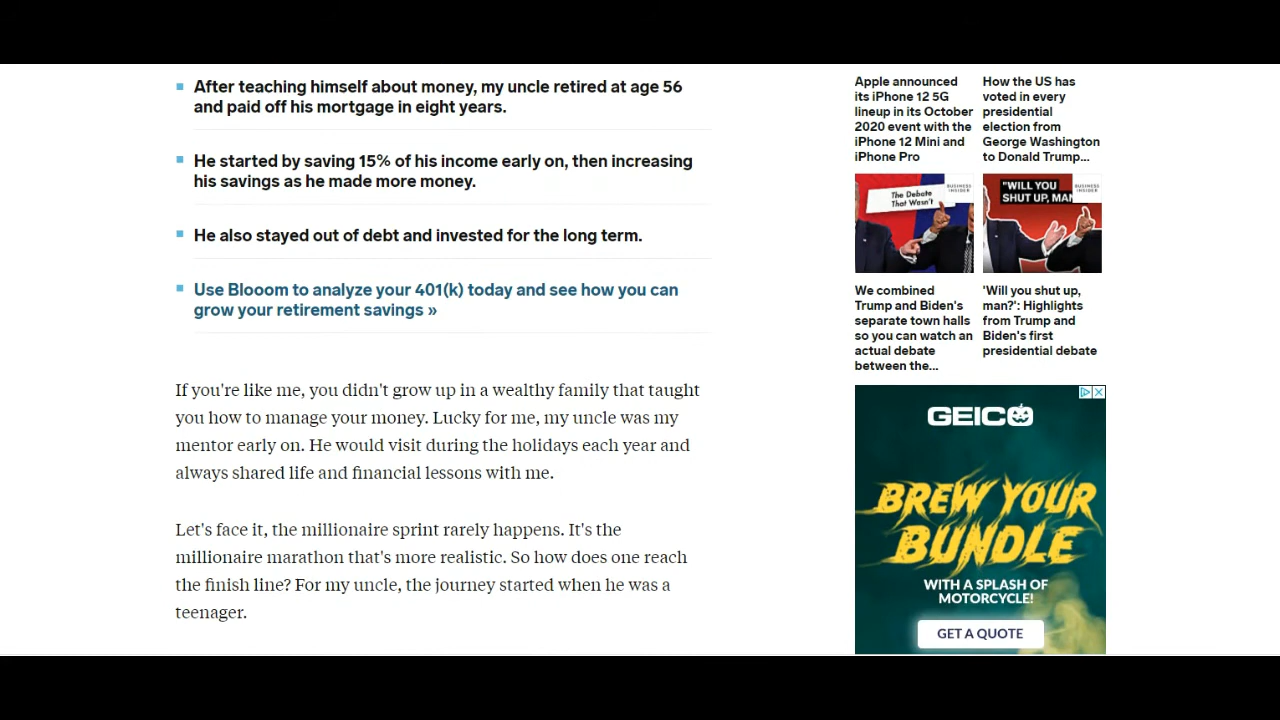 After teaching himself about money, my uncle retired at age 56
and paid off his mortgage in eight years.
He started by saving 15% of his income early on, then increasing
his savings as he made more money.
He also stayed out of debt and invested for the long term.
Use Blooom to analyze your 401(k) today and see how you can
grow your retirement savings »
If you're like me, you didn't grow up in a wealthy family that taught
you how to manage your money. Lucky for me, my uncle was my
mentor early on. He would visit during the holidays each year and
always shared life and financial lessons with me.
Let's face it, the millionaire sprint rarely happens. It's the
millionaire marathon that's more realistic. So how does one reach
the finish line? For my uncle, the journey started when he was a
teenager.
Apple announced
its iPhone 12 5G
lineup in its October
2020 event with the
iPhone 12 Mini and
iPhone Pro
How the US has
voted in every
presidential
election from
George Washington
to Donald Trump...
The Debate
That Wasn't
BUSINESS
INSIDER
"WILL YOU
SHUT UP, MAN
BUSINESS
INSIDER
We combined
Trump and Biden's
separate town halls
so you can watch an
actual debate
between the...
'Will you shut up,
man?': Highlights
from Trump and
Biden's first
presidential debate
GEICO
BREW YOUR
BUNDLE
WITH A SPLASH OF
MOTORCYCLE!
GET A QUOTE